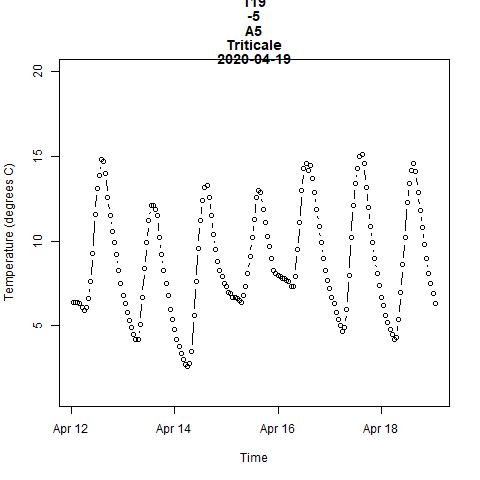 T19
-5
A5
Triticale
2020-04-19
Temperature (degrees C)
20
15
10
5
Apr 12
Apr 14
Apr 16
Apr 18
Time